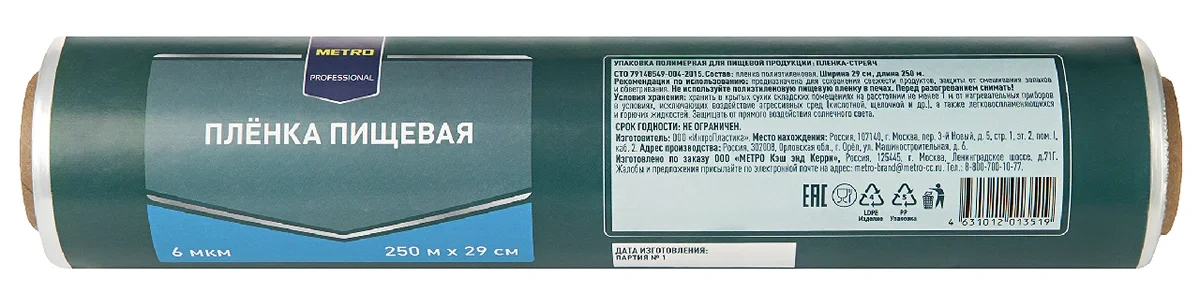 METRO
PROFESSIONAL
ПЛЁНКА ПИЩЕВАЯ
6 МКМ
250 М X 29 СМ
УПАКОВКА ПОЛИМЕРНАЯ ДЛЯ ПИЩЕВОЙ ПРОДУКЦИИ: ПЛЕНКА-СТРЕЙЧ
СТО 79148549-004-2015. Состав: пленка полиэтиленовая. Ширина 29 см, длина 250 м.
Рекомендации по использованию: предназначена для сохранения свежести продуктов, защиты от смешивания запахов
и обветривания. Не используйте полиэтиленовую пищевую пленку в печах. Перед разогреванием снимать!
Условия хранения: хранить в крытых сухих складских помещениях на расстоянии не менее 1 м от нагревательных приборов
в условиях, исключающих воздействие агрессивных сред (кислотной, щелочной и др.), а также легковоспламеняющихся
и горючих жидкостей. Защищать от прямого воздействия солнечного света.
СРОК ГОДНОСТИ: НЕ ОГРАНИЧЕН.
Изготовитель: ООО «ИнтроПластика». Место нахождения: Россия, 107140, г. Москва, пер. 3-й Новый, д. 5, стр. 1, эт. 2, пом. I,
каб. 2. Адрес производства: Россия, 302008, Орловская обл., г. Орёл, ул. Машиностроительная, д. 6.
Изготовлено по заказу ООО «МЕТРО Кэш энд Керри», Россия, 125445, г. Москва, Ленинградское шоссе, д.71Г.
Жалобы и предложения присылайте по электронной почте на адрес: metro-brand@metro-cc.ru Тел.: 8-800-700-10-77.
EAC
4
LDPE
Изделие
5
PP
Упаковка
4 631012 013519
ДАТА ИЗГОТОВЛЕНИЯ:
ПАРТИЯ № 1